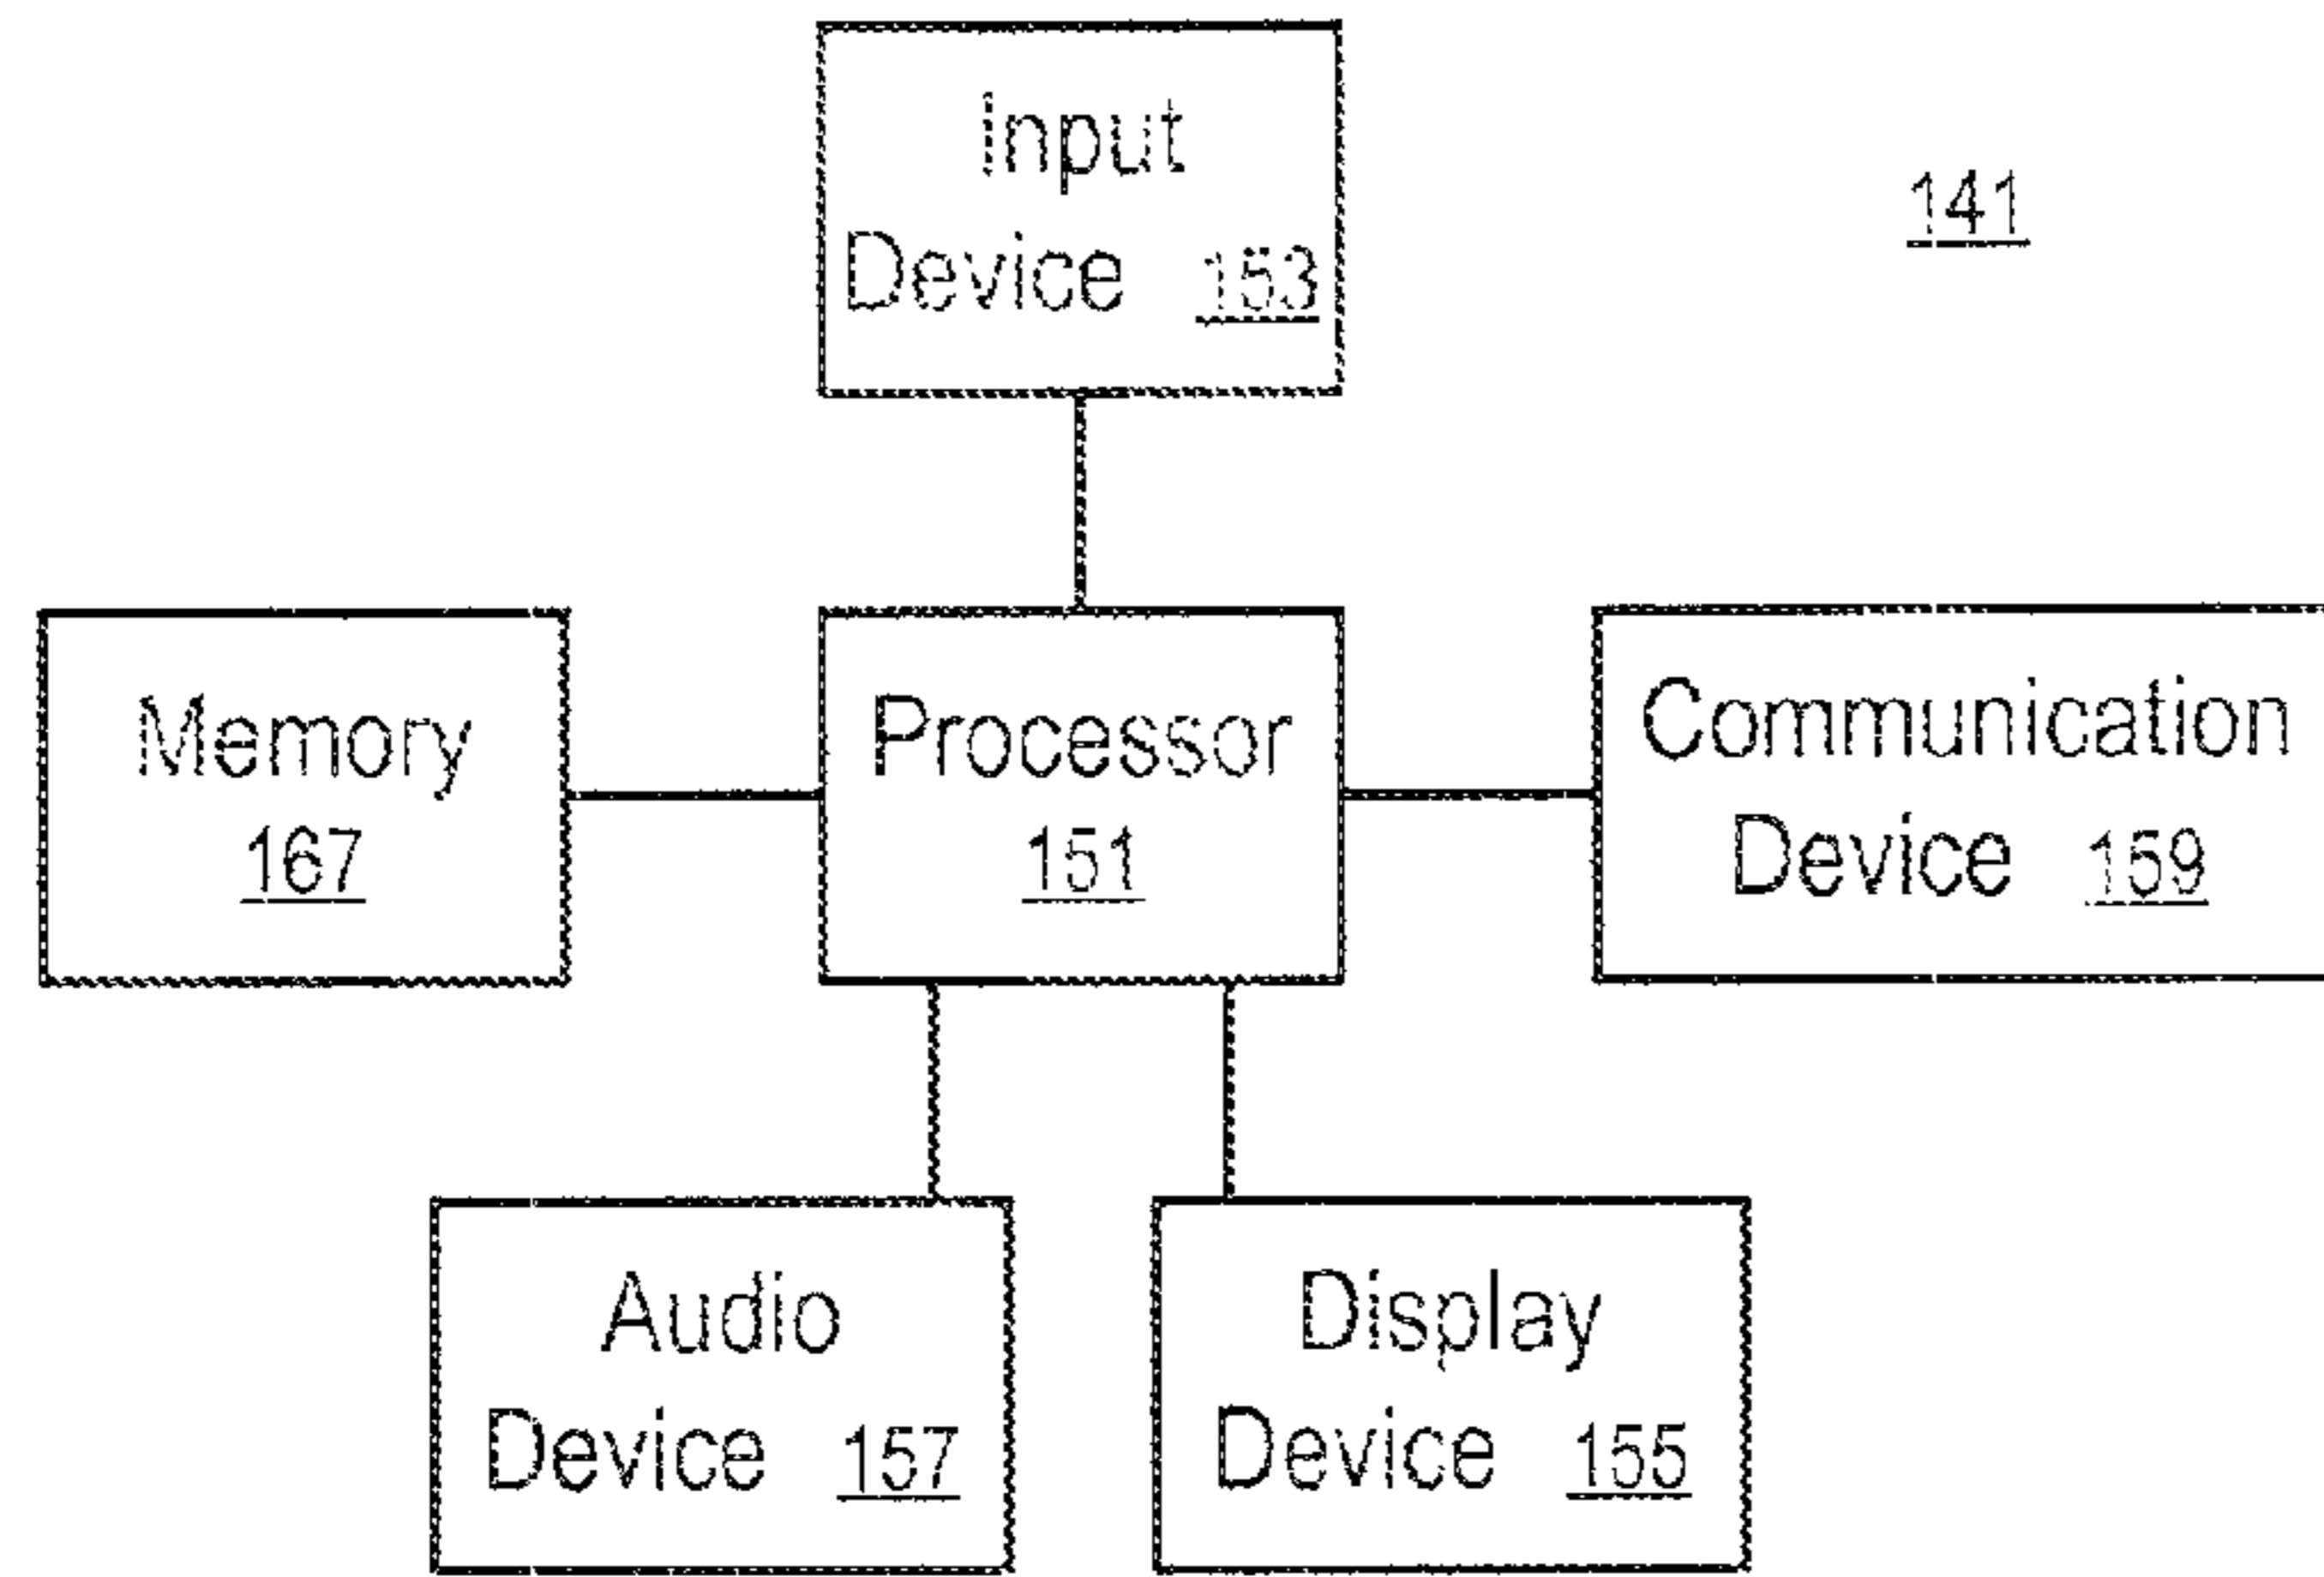 Input
Device 153
141
Memory
167
Processor
151
Communication
Device 159
Audio
Device 157
Display
Device 155